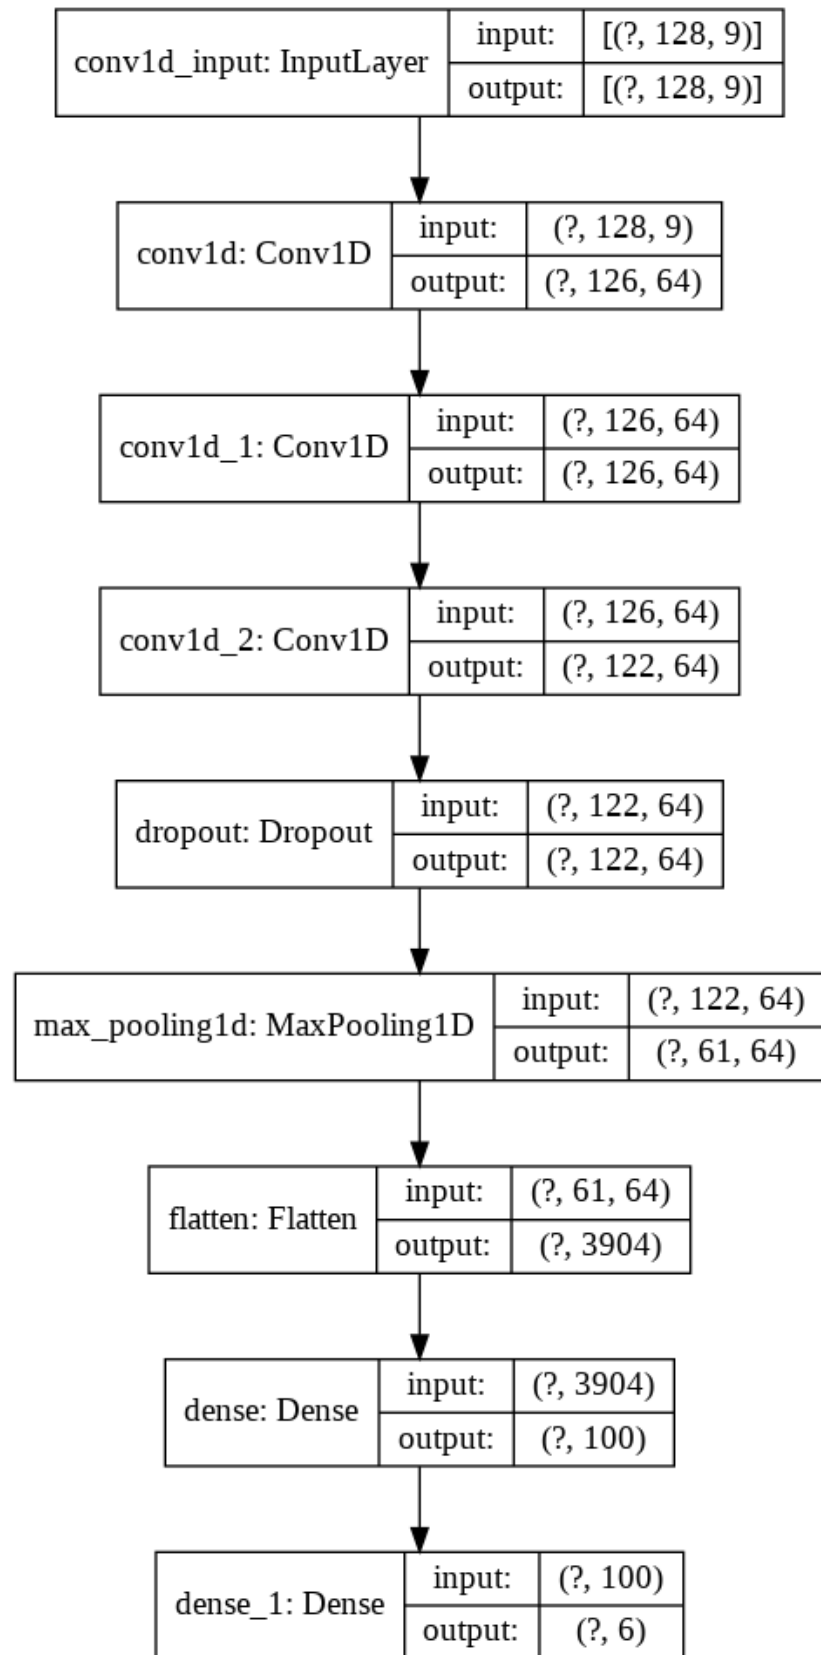 conv1d_input: InputLayer
input: [(?, 128, 9)]
output: [(?, 128, 9)]
conv1d: Conv1D
input: (?, 128, 9)
output: (?, 126, 64)
conv1d_1: Conv1D
input: (?, 126, 64)
output: (?, 126, 64)
conv1d_2: Conv1D
input: (?, 126, 64)
output: (?, 122, 64)
dropout: Dropout
input: (?, 122, 64)
output: (?, 122, 64)
max_pooling1d: MaxPooling1D
input: (?, 122, 64)
output: (?, 61, 64)
flatten: Flatten
input: (?, 61, 64)
output: (?, 3904)
dense: Dense
input: (?, 3904)
output: (?, 100)
dense_1: Dense
input: (?, 100)
output: (?, 6)